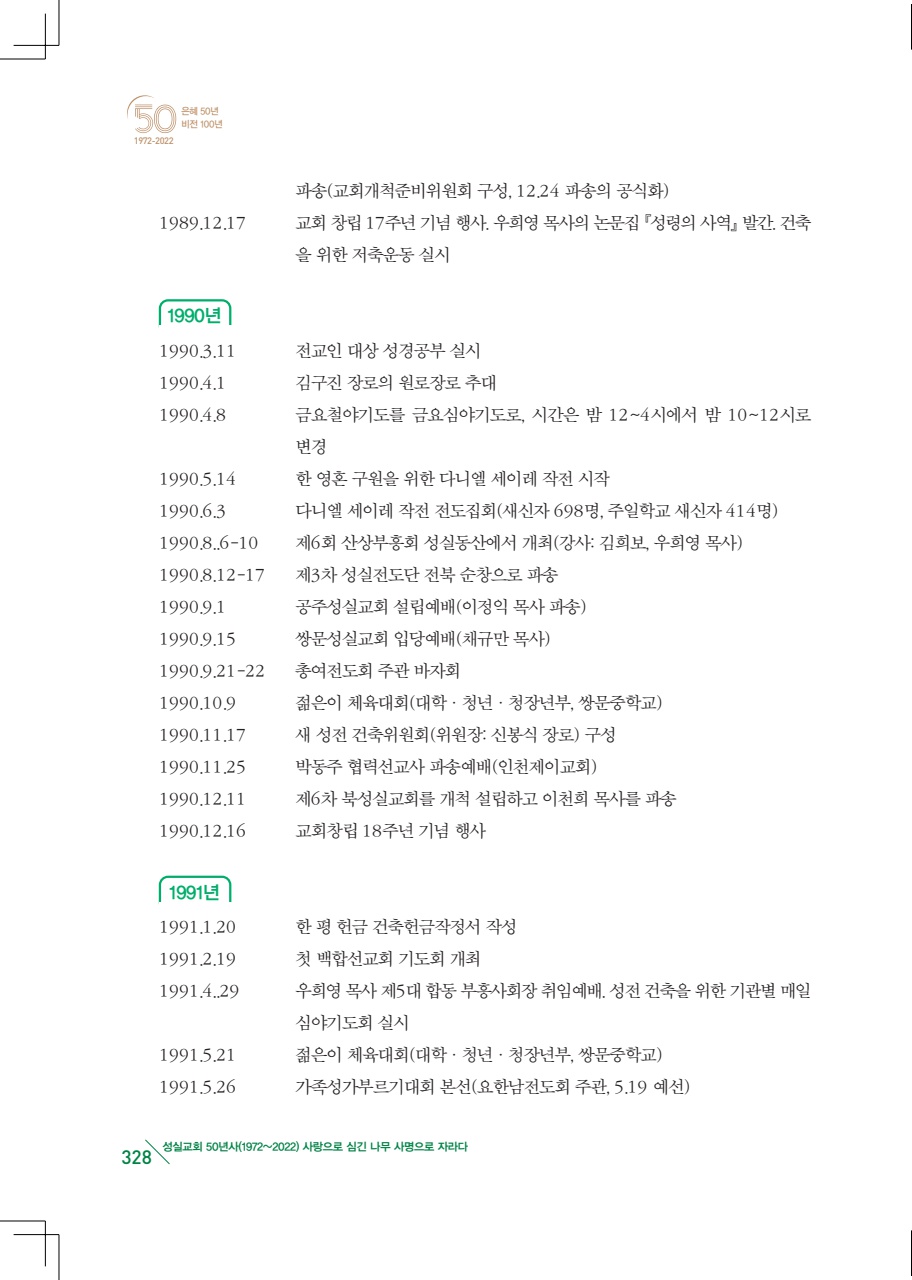 50 은혜 50년
비전 100년
1972-2022
파송(교회개척준비위원회 구성, 12.24 파송의 공식화)
1989.12.17 교회 창립 17주년 기념 행사. 우희영 목사의 논문집 『성령의 사역』 발간. 건축
을 위한 저축운동 실시
1990년
1990.3.11 전교인 대상 성경공부 실시
1990.4.1 김구진 장로의 원로장로 추대
1990.4.8 금요철야기도를 금요심야기도로, 시간은 밤 12~4시에서 밤 10~12시로
변경
1990.5.14 한 영혼 구원을 위한 다니엘 세이레 작전 시작
1990.6.3 다니엘 세이레 작전 전도집회(새신자 698명, 주일학교 새신자 414명)
1990.8..6-10 제6회 산상부흥회 성실동산에서 개최(강사: 김희보, 우희영 목사)
1990.8.12-17 제3차 성실전도단 전북 순창으로 파송
1990.9.1 공주성실교회 설립예배(이정익 목사 파송)
1990.9.15 쌍문성실교회 입당예배(채규만 목사)
1990.9.21-22 총여전도회 주관 바자회
1990.10.9 젊은이 체육대회(대학 · 청년 · 청장년부, 쌍문중학교)
1990.11.17 새 성전 건축위원회(위원장: 신봉식 장로) 구성
1990.11.25 박동주 협력선교사 파송예배(인천제이교회)
1990.12.11 제6차 북성실교회를 개척 설립하고 이천희 목사를 파송
1990.12.16 교회창립 18주년 기념 행사
1991년
1991.1.20 한 평 헌금 건축헌금작정서 작성
1991.2.19 첫 백합선교회 기도회 개최
1991.4..29 우희영 목사 제5대 합동 부흥사회장 취임예배. 성전 건축을 위한 기관별 매일
심야기도회 실시
1991.5.21 젊은이 체육대회(대학 · 청년 · 청장년부, 쌍문중학교)
1991.5.26 가족성가부르기대회 본선(요한남전도회 주관, 5.19 예선)
328 성실교회 50년사(1972~2022) 사랑으로 심긴 나무 사명으로 자라다